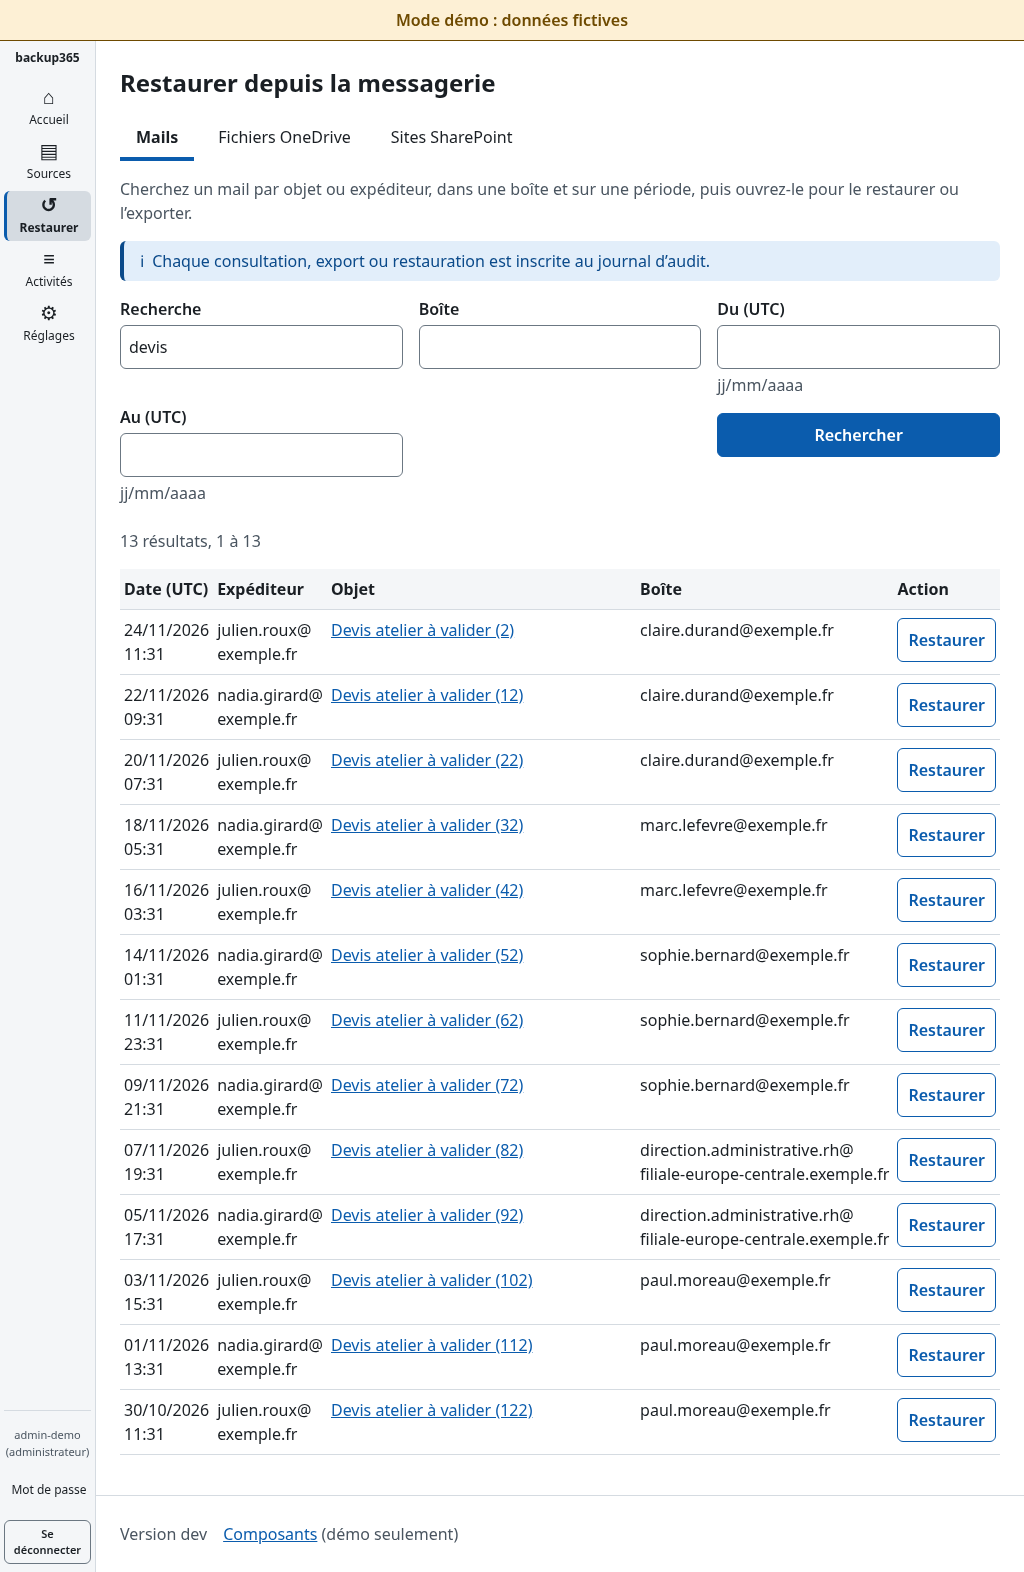 Mode démo : données fictives
backup365
Accueil
Sources
Restaurer
Activités
Réglages
admin-demo
(administrateur)
Mot de passe
Se
déconnecter
Restaurer depuis la messagerie
Mails Fichiers OneDrive Sites SharePoint
Cherchez un mail par objet ou expéditeur, dans une boîte et sur une période, puis ouvrez-le pour le restaurer ou
l’exporter.
i Chaque consultation, export ou restauration est inscrite au journal d’audit.
Recherche Boîte Du (UTC)
devis
jj/mm/aaaa
Au (UTC)
Rechercher
jj/mm/aaaa
13 résultats, 1 à 13
Date (UTC) Expéditeur Objet Boîte Action
24/11/2026 julien.roux@ Devis atelier à valider (2) claire.durand@exemple.fr Restaurer
11:31 exemple.fr
22/11/2026 nadia.girard@ Devis atelier à valider (12) claire.durand@exemple.fr Restaurer
09:31 exemple.fr
20/11/2026 julien.roux@ Devis atelier à valider (22) claire.durand@exemple.fr Restaurer
07:31 exemple.fr
18/11/2026 nadia.girard@ Devis atelier à valider (32) marc.lefevre@exemple.fr Restaurer
05:31 exemple.fr
16/11/2026 julien.roux@ Devis atelier à valider (42) marc.lefevre@exemple.fr Restaurer
03:31 exemple.fr
14/11/2026 nadia.girard@ Devis atelier à valider (52) sophie.bernard@exemple.fr Restaurer
01:31 exemple.fr
11/11/2026 julien.roux@ Devis atelier à valider (62) sophie.bernard@exemple.fr Restaurer
23:31 exemple.fr
09/11/2026 nadia.girard@ Devis atelier à valider (72) sophie.bernard@exemple.fr Restaurer
21:31 exemple.fr
07/11/2026 julien.roux@ Devis atelier à valider (82) direction.administrative.rh@ Restaurer
19:31 exemple.fr filiale-europe-centrale.exemple.fr
05/11/2026 nadia.girard@ Devis atelier à valider (92) direction.administrative.rh@ Restaurer
17:31 exemple.fr filiale-europe-centrale.exemple.fr
03/11/2026 julien.roux@ Devis atelier à valider (102) paul.moreau@exemple.fr Restaurer
15:31 exemple.fr
01/11/2026 nadia.girard@ Devis atelier à valider (112) paul.moreau@exemple.fr Restaurer
13:31 exemple.fr
30/10/2026 julien.roux@ Devis atelier à valider (122) paul.moreau@exemple.fr Restaurer
11:31 exemple.fr
Version dev Composants (démo seulement)